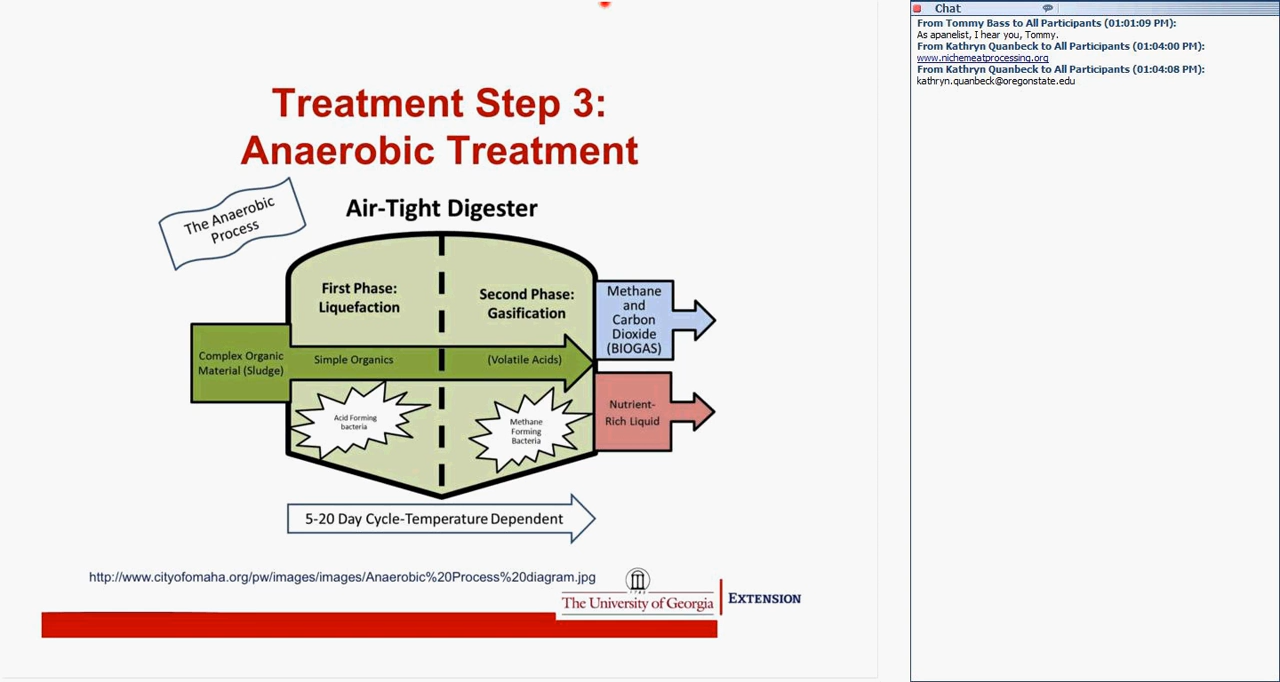 Treatment Step 3:
Anaerobic Treatment
The Anaerobic
Process
Air-Tight Digester
First Phase:
Liquefaction
Second Phase:
Gasification
Methane
and
Carbon
Dioxide
(BIOGAS)
Complex Organic
Material (Sludge)
Simple Organics
(Volatile Acids)
Acid Forming
bacteria
Methane
Forming
Bacteria
Nutrient-
Rich Liquid
5-20 Day Cycle-Temperature Dependent
http://www.cityofomaha.org/pw/images/images/Anaerobic%20Process%20diagram.jpg
The University of Georgia
EXTENSION
Chat
From Tommy Bass to All Participants (01:01:09 PM):
As apanelist, I hear you, Tommy.
From Kathryn Quanbeck to All Participants (01:04:00 PM):
www.nichemeatprocessing.org
From Kathryn Quanbeck to All Participants (01:04:08 PM):
kathryn.quanbeck@oregonstate.edu